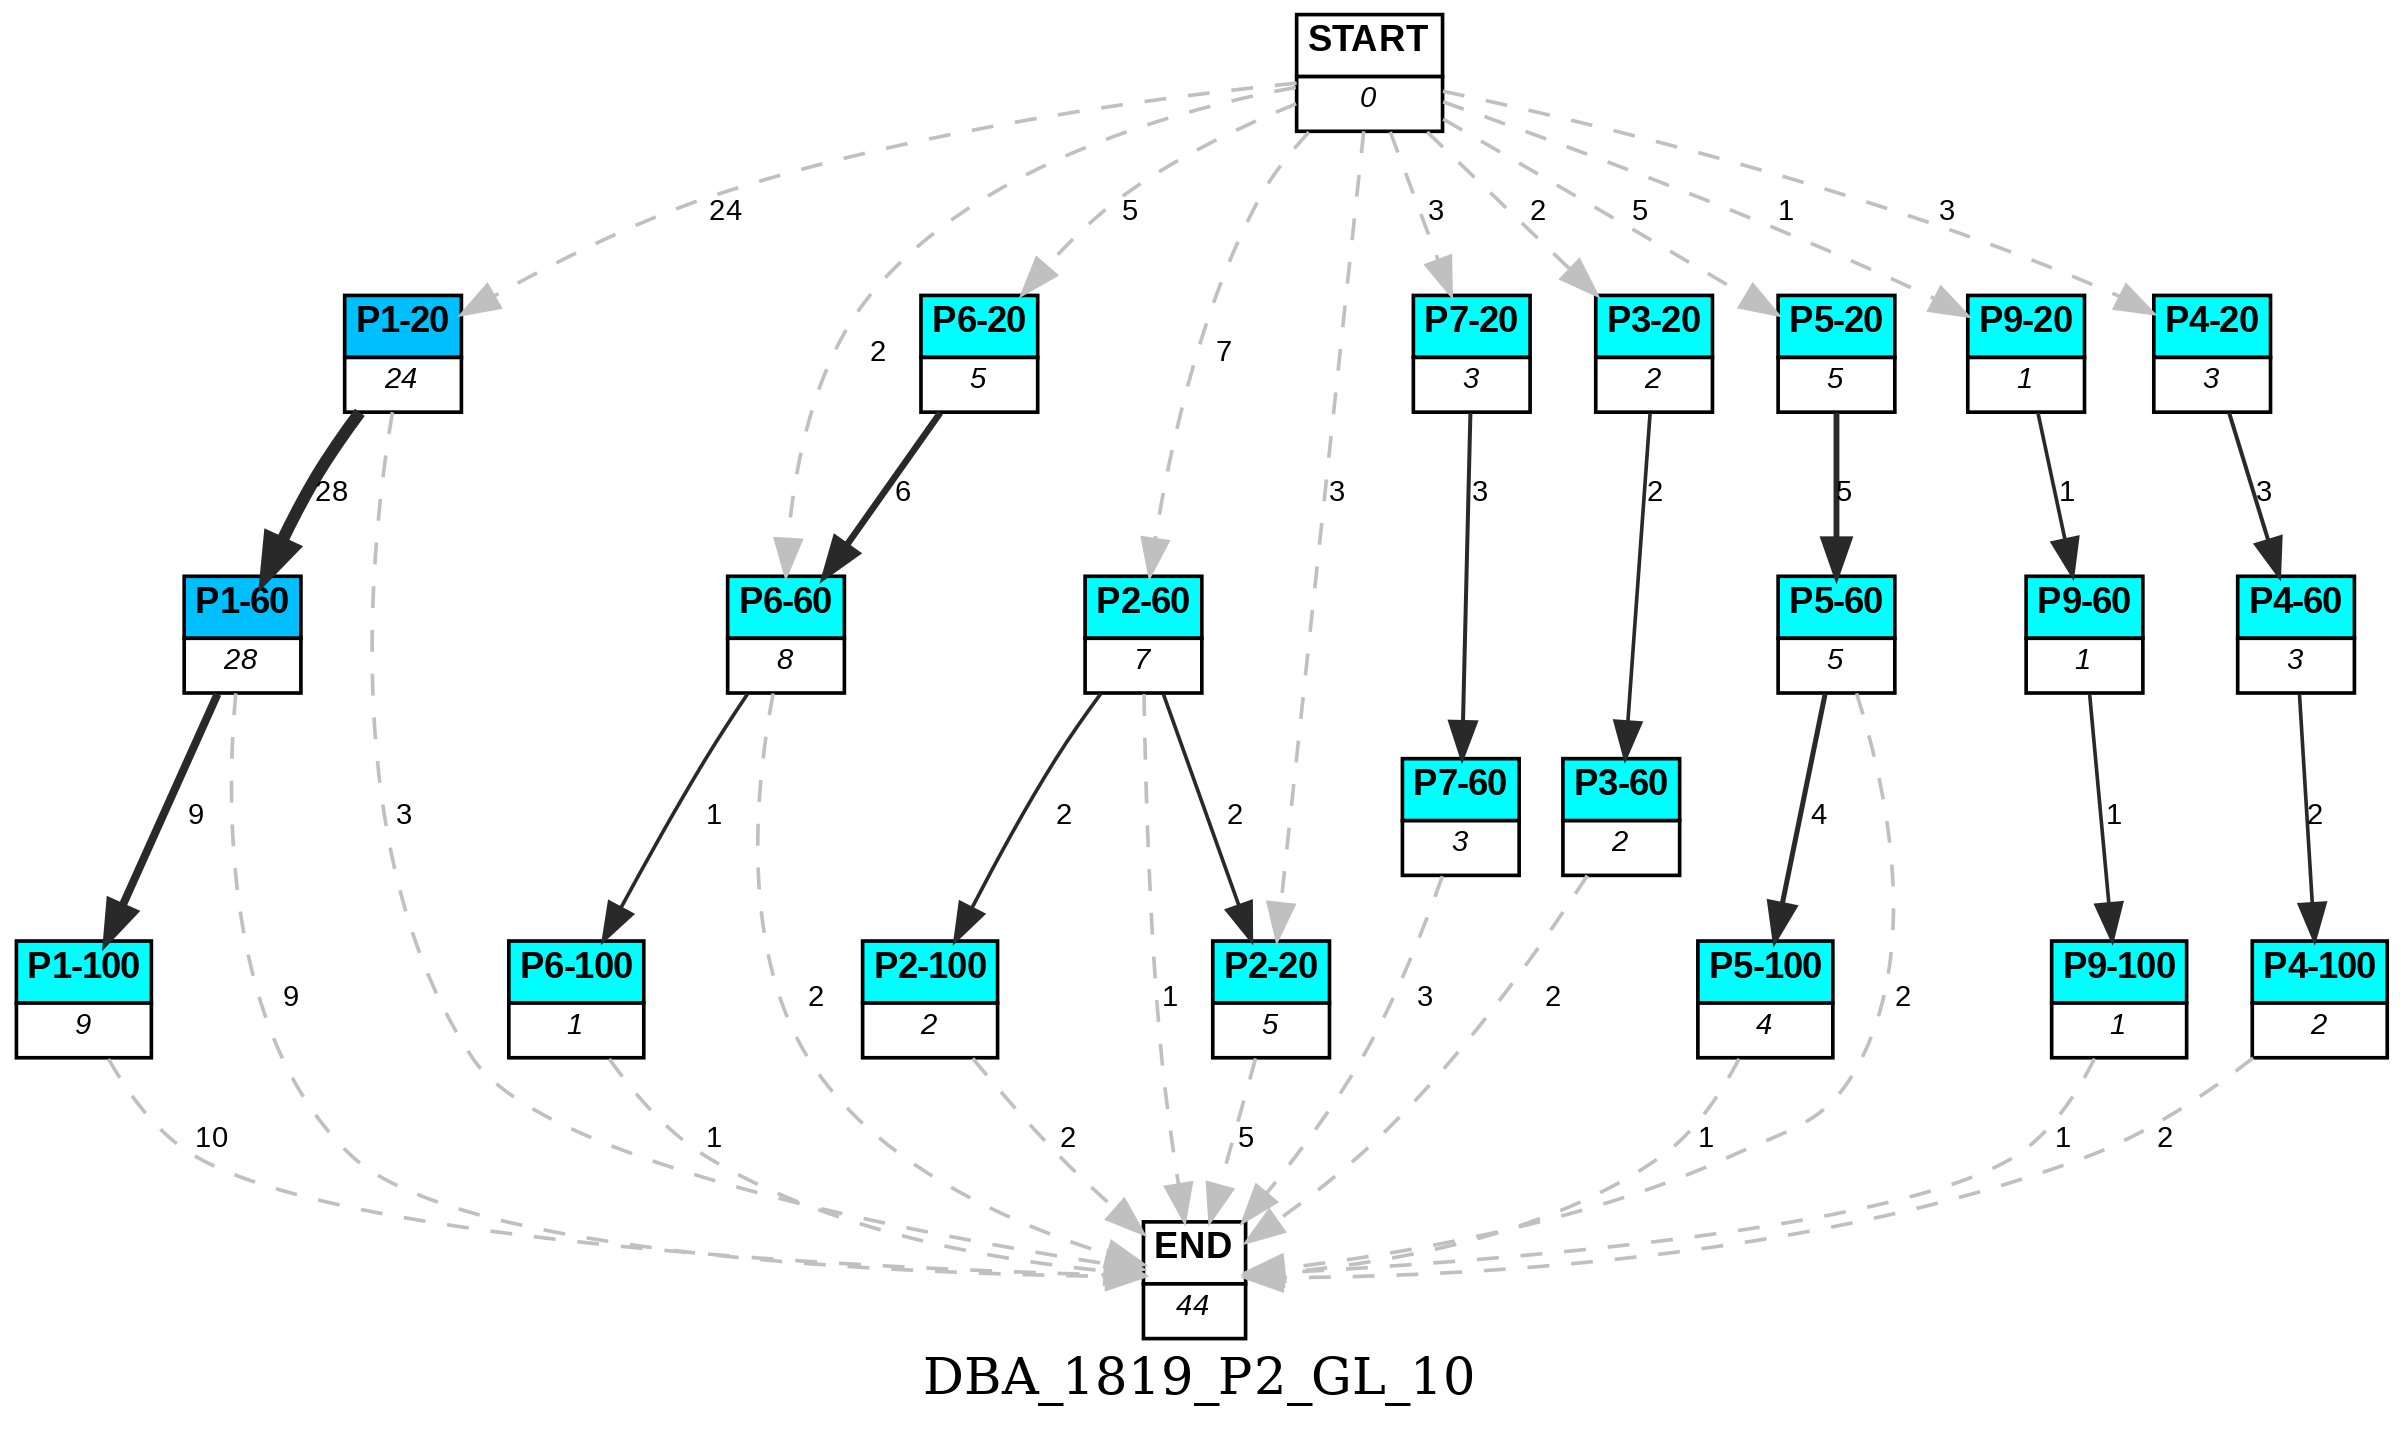 START
0
24
5
3
2
5
1
3
P1-20
24
P6-20
5
P7-20
3
P3-20
2
P5-20
5
P9-20
1
P4-20
3
2
7
28
6
3
3
2
5
1
3
P1-60
28
P6-60
8
P2-60
7
P5-60
5
P9-60
1
P4-60
3
P7-60
3
P3-60
2
9
3
1
2
2
4
1
2
P1-100
9
P6-100
1
P2-100
2
P2-20
5
P5-100
4
P9-100
1
P4-100
2
9
2
1
3
2
2
10
1
2
5
1
1
2
END
44
DBA_1819_P2_GL_10